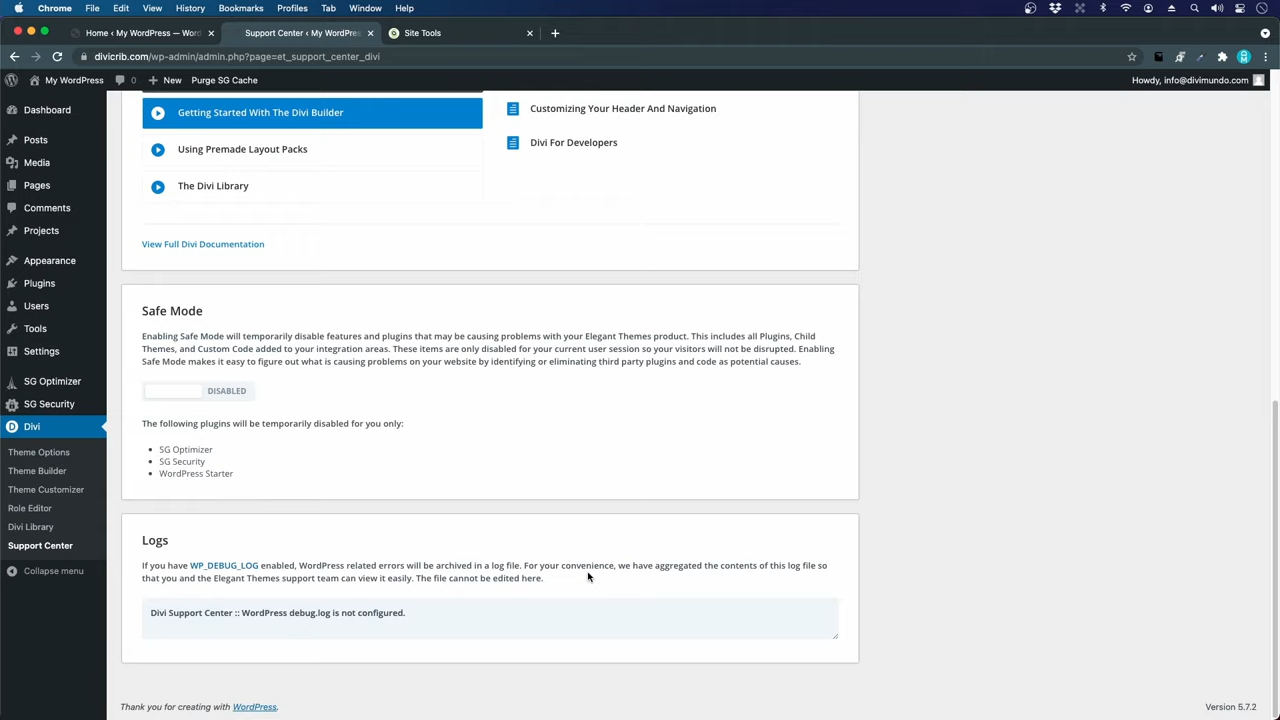 Chrome File Edit View History Bookmarks Profiles Tab Window Help
Home ‹ My WordPress — Word
Support Center ‹ My WordPres
Site Tools
divicrib.com/wp-admin/admin.php?page=et_support_center_divi
My WordPress 0 New Purge SG Cache
Howdy, info@divimundo.com
Dashboard
Posts
Media
Pages
Comments
Projects
Appearance
Plugins
Users
Tools
Settings
SG Optimizer
SG Security
Divi
Theme Options
Theme Builder
Theme Customizer
Role Editor
Divi Library
Support Center
Collapse menu
Getting Started With The Divi Builder
Using Premade Layout Packs
The Divi Library
Customizing Your Header And Navigation
Divi For Developers
View Full Divi Documentation
Safe Mode
Enabling Safe Mode will temporarily disable features and plugins that may be causing problems with your Elegant Themes product. This includes all Plugins, Child
Themes, and Custom Code added to your integration areas. These items are only disabled for your current user session so your visitors will not be disrupted. Enabling
Safe Mode makes it easy to figure out what is causing problems on your website by identifying or eliminating third party plugins and code as potential causes.
DISABLED
The following plugins will be temporarily disabled for you only:
SG Optimizer
SG Security
WordPress Starter
Logs
If you have WP_DEBUG_LOG enabled, WordPress related errors will be archived in a log file. For your convenience, we have aggregated the contents of this log file so
that you and the Elegant Themes support team can view it easily. The file cannot be edited here.
Divi Support Center :: WordPress debug.log is not configured.
Thank you for creating with WordPress.
Version 5.7.2